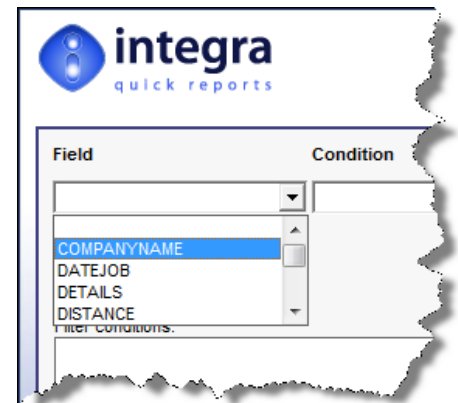 integra
quick reports
Field Condition
COMPANYNAME
DATEJOB
DETAILS
DISTANCE
Filter conditions: